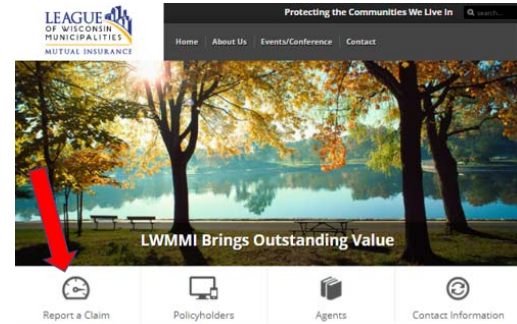 LEAGUE
OF WISCONSIN
MUNICIPALITIES
MUTUAL INSURANCE
Protecting the Communities We Live In
search...
Home About Us Events/Conference Contact
LWMMI Brings Outstanding Value
Report a Claim Policyholders Agents Contact Information